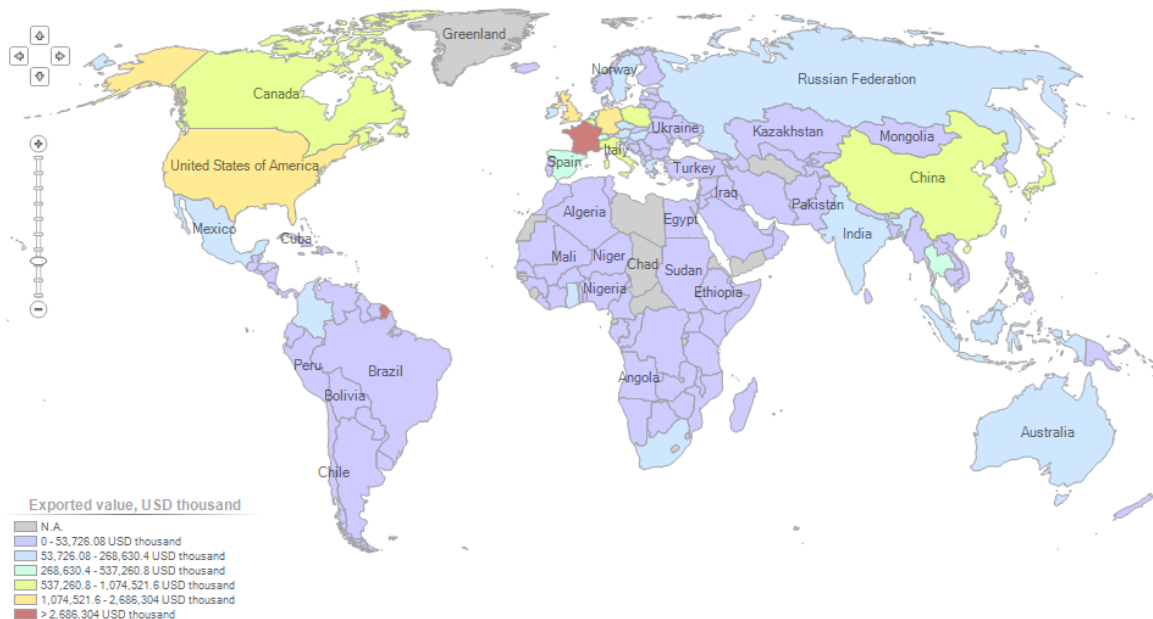 Greenland
Norway
Russian Federation
Canada
Ukraine
Kazakhstan
Mongolia
United States of America
Italy
Spain
Turkey
China
Iraq
Pakistan
Algeria
Egypt
Mexico
Cuba
India
Mali
Niger
Chad
Sudan
Nigeria
Ethiopia
Peru
Brazil
Angola
Bolivia
Australia
Chile
Exported value, USD thousand
N.A.
0 - 53,726.08 USD thousand
53,726.08 - 268,630.4 USD thousand
268,630.4 - 537,260.8 USD thousand
537,260.8 - 1,074,521.6 USD thousand
1,074,521.6 - 2,686,304 USD thousand
> 2,686,304 USD thousand